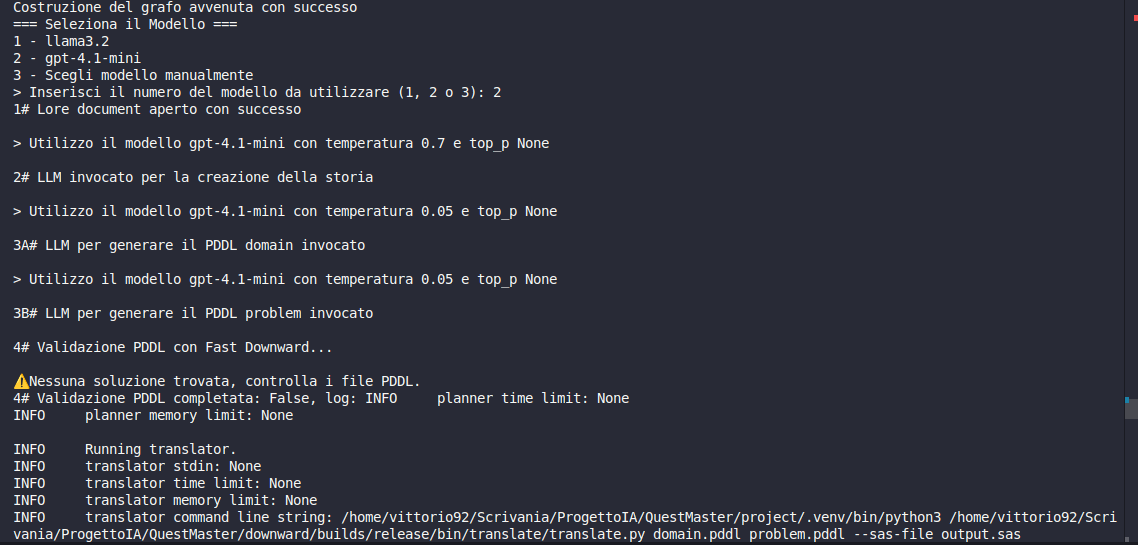 Costruzione del grafo avvenuta con successo
=== Seleziona il Modello ===
1 - llama3.2
2 - gpt-4.1-mini
3 - Scegli modello manualmente
> Inserisci il numero del modello da utilizzare (1, 2 o 3): 2
1# Lore document aperto con successo
> Utilizzo il modello gpt-4.1-mini con temperatura 0.7 e top_p None
2# LLM invocato per la creazione della storia
> Utilizzo il modello gpt-4.1-mini con temperatura 0.05 e top_p None
3A# LLM per generare il PDDL domain invocato
> Utilizzo il modello gpt-4.1-mini con temperatura 0.05 e top_p None
3B# LLM per generare il PDDL problem invocato
4# Validazione PDDL con Fast Downward...
⚠️Nessuna soluzione trovata, controlla i file PDDL.
4# Validazione PDDL completata: False, log: INFO     planner time limit: None
INFO     planner memory limit: None
INFO     Running translator.
INFO     translator stdin: None
INFO     translator time limit: None
INFO     translator memory limit: None
INFO     translator command line string: /home/vittorio92/Scrivania/ProgettoIA/QuestMaster/project/.venv/bin/python3 /home/vittorio92/Scri
vania/ProgettoIA/QuestMaster/downward/builds/release/bin/translate/translate.py domain.pddl problem.pddl --sas-file output.sas